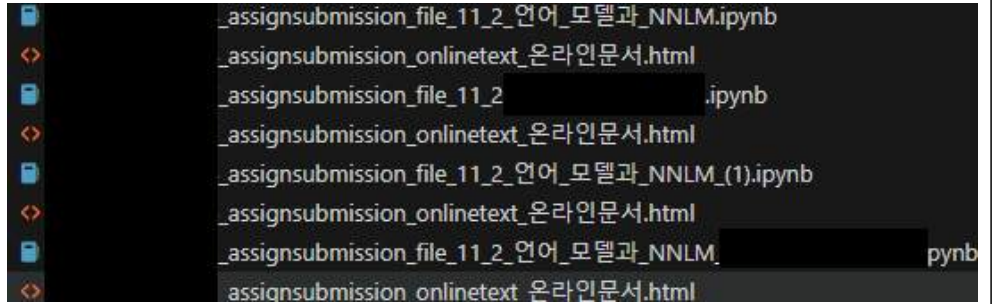 _assignsubmission_file_11_2_언어_모델과_NNLM.ipynb
_assignsubmission_onlinetext_온라인문서.html
_assignsubmission_file_11_2 .ipynb
_assignsubmission_onlinetext_온라인문서.html
_assignsubmission_file_11_2_언어_모델과_NNLM_(1).ipynb
_assignsubmission_onlinetext_온라인문서.html
_assignsubmission_file_11_2_언어_모델과_NNLM_ pynb
_assignsubmission_onlinetext_온라인문서.html